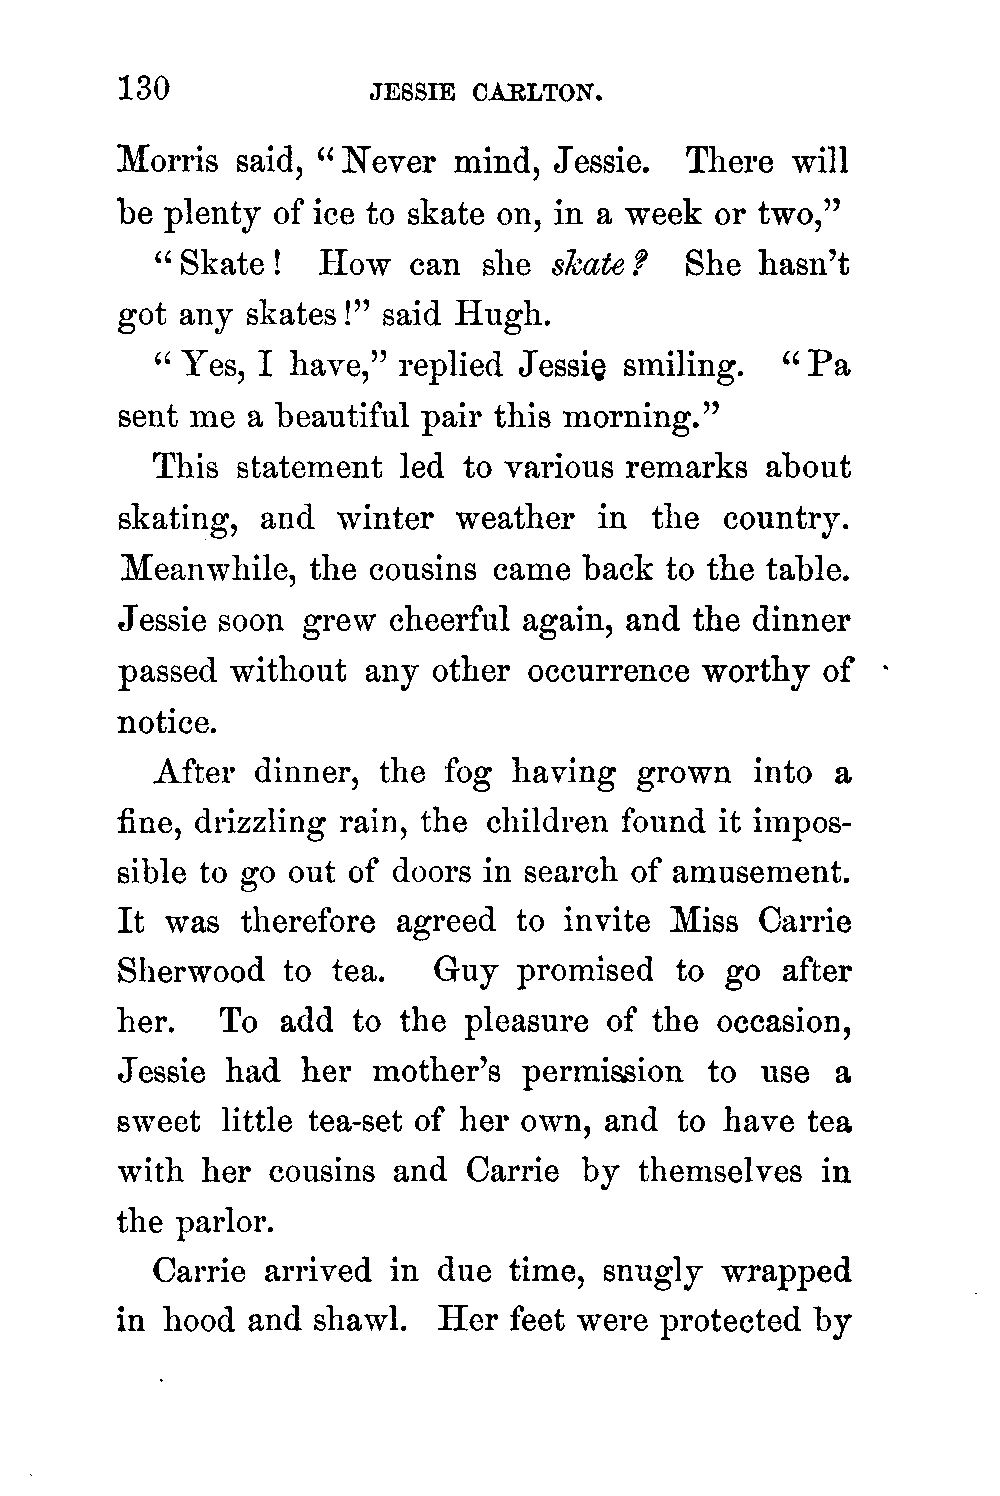 130 JESSIE CARLTON.
Morris said, “Never mind, Jessie. There will
be plenty of ice to skate on, in a week or two,”
“Skate! How can she skate? She hasn’t
got any skates!” said Hugh.
“Yes, I have,” replied Jessie smiling. “Pa
sent me a beautiful pair this morning.”
This statement led to various remarks about
skating, and winter weather in the country.
Meanwhile, the cousins came back to the table.
Jessie soon grew cheerful again, and the dinner
passed without any other occurrence worthy of
notice.
After dinner, the fog having grown into a
fine, drizzling rain, the children found it impos-
sible to go out of doors in search of amusement.
It was therefore agreed to invite Miss Carrie
Sherwood to tea. Guy promised to go after
her. To add to the pleasure of the occasion,
Jessie had her mother’s permission to use a
sweet little tea-set of her own, and to have tea
with her cousins and Carrie by themselves in
the parlor.
Carrie arrived in due time, snugly wrapped
in hood and shawl. Her feet were protected by